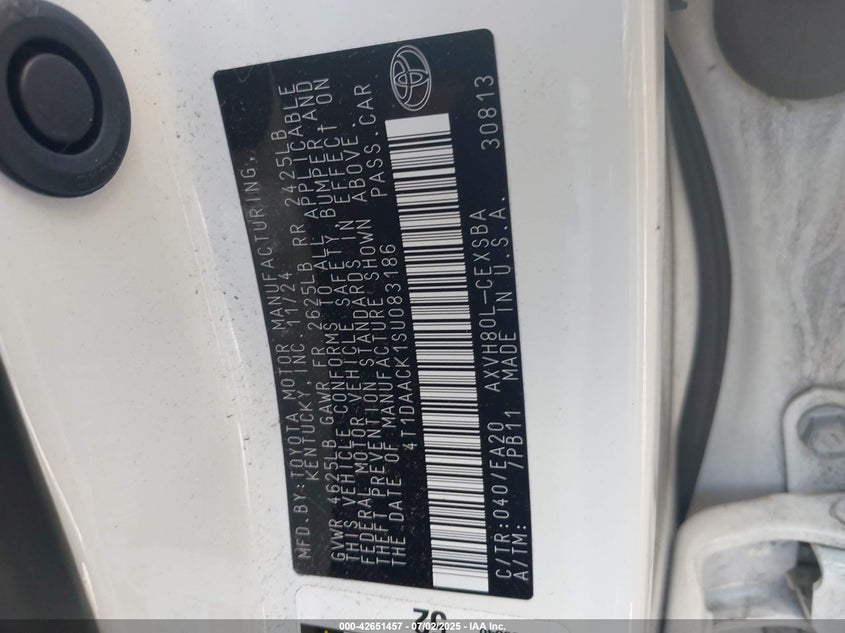 MFD. BY: TOYOTA MOTOR MANUFACTURING,
KENTUCKY, INC. 11/24
GVWR 4625LB GAWR FR 2625LB RR 2425LB
THIS VEHICLE CONFORMS TO ALL APPLICABLE
FEDERAL MOTOR VEHICLE SAFETY, BUMPER, AND
THEFT PREVENTION STANDARDS IN EFFECT ON
THE DATE OF MANUFACTURE SHOWN ABOVE.
4T1DAACK1SU083186 PASS. CAR
C/TR: 040/EA20 AXVH80L-CEXSBA 30813
A/TM: /PB11 MADE IN U.S.A.
000-42651457 - 07/02/2025 - IAA Inc.